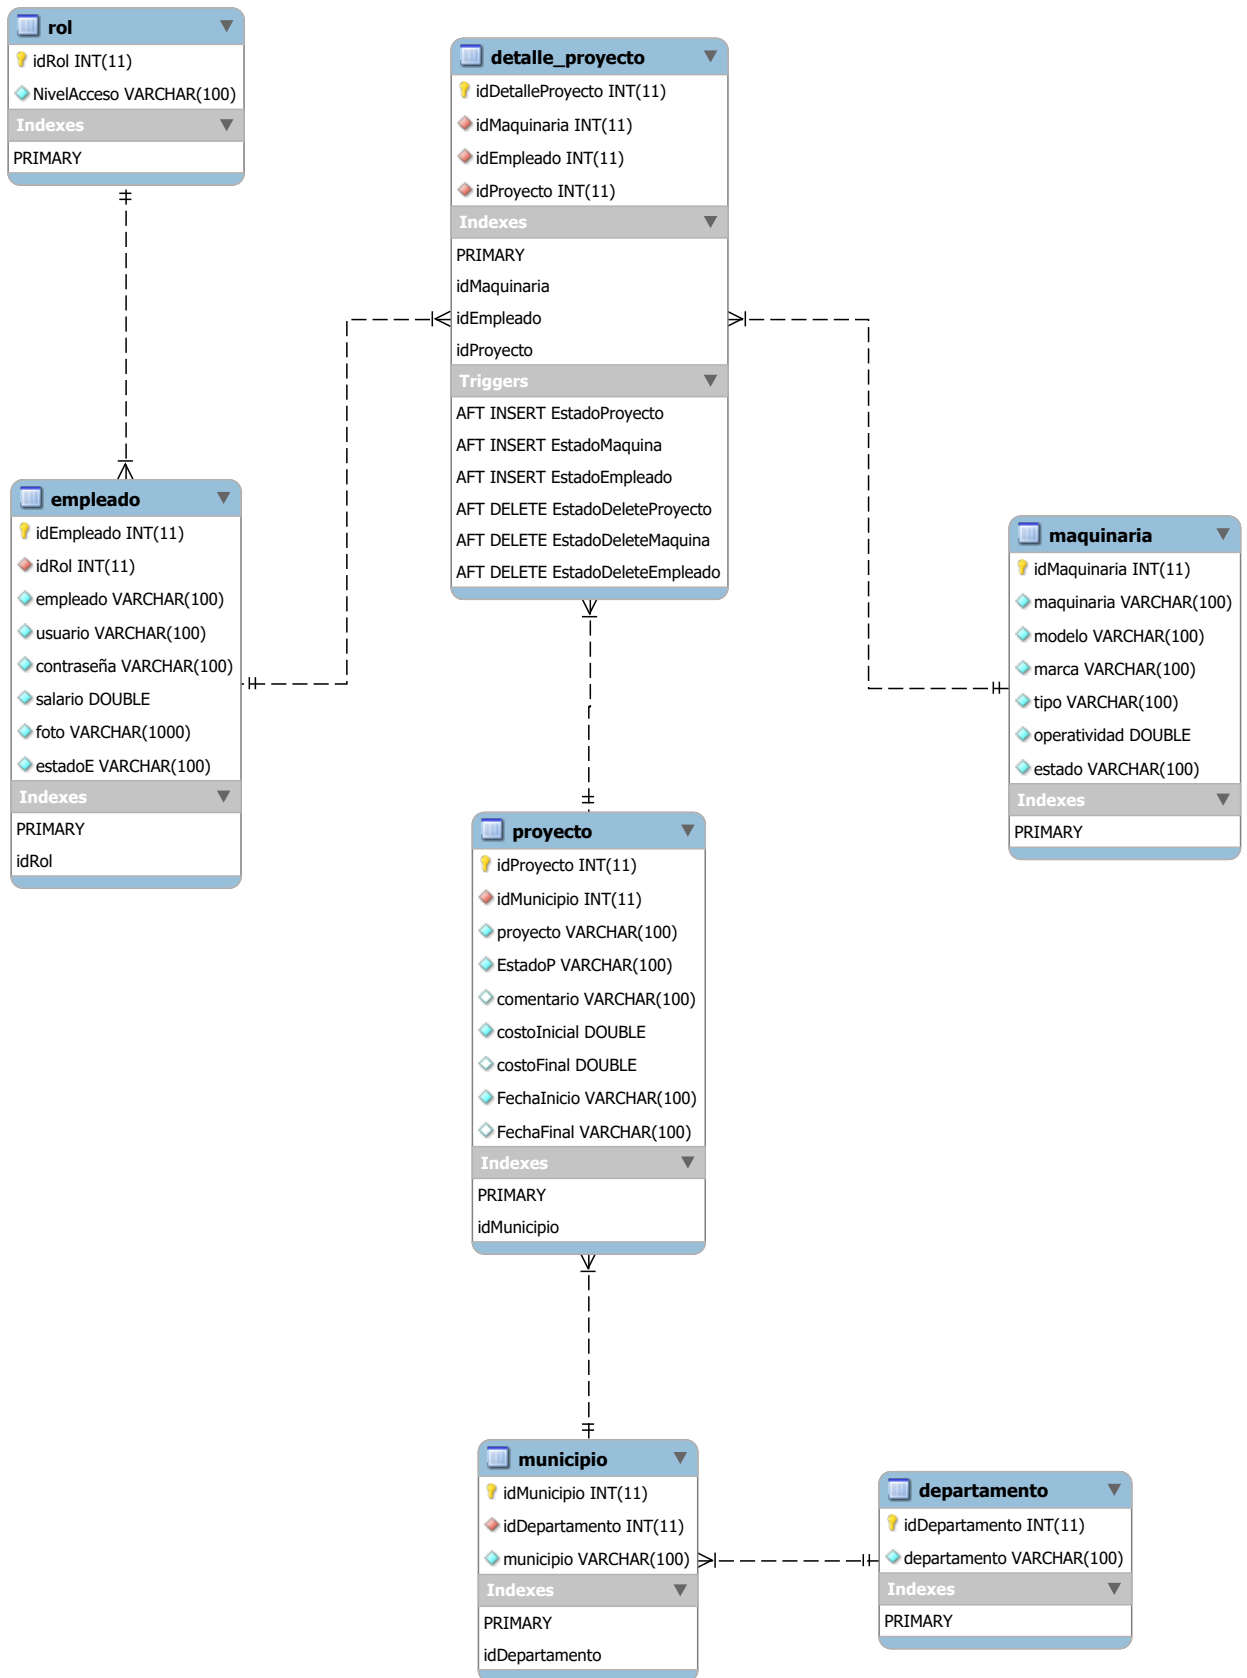 rol
idRol INT(11)
NivelAcceso VARCHAR(100)
Indexes
PRIMARY
detalle_proyecto
idDetalleProyecto INT(11)
idMaquinaria INT(11)
idEmpleado INT(11)
idProyecto INT(11)
Indexes
PRIMARY
idMaquinaria
idEmpleado
idProyecto
Triggers
AFT INSERT EstadoProyecto
AFT INSERT EstadoMaquina
AFT INSERT EstadoEmpleado
AFT DELETE EstadoDeleteProyecto
AFT DELETE EstadoDeleteMaquina
AFT DELETE EstadoDeleteEmpleado
empleado
idEmpleado INT(11)
idRol INT(11)
empleado VARCHAR(100)
usuario VARCHAR(100)
contraseña VARCHAR(100)
salario DOUBLE
foto VARCHAR(1000)
estadoE VARCHAR(100)
Indexes
PRIMARY
idRol
maquinaria
idMaquinaria INT(11)
maquinaria VARCHAR(100)
modelo VARCHAR(100)
marca VARCHAR(100)
tipo VARCHAR(100)
operatividad DOUBLE
estado VARCHAR(100)
Indexes
PRIMARY
proyecto
idProyecto INT(11)
idMunicipio INT(11)
proyecto VARCHAR(100)
EstadoP VARCHAR(100)
comentario VARCHAR(100)
costoInicial DOUBLE
costoFinal DOUBLE
FechaInicio VARCHAR(100)
FechaFinal VARCHAR(100)
Indexes
PRIMARY
idMunicipio
municipio
idMunicipio INT(11)
idDepartamento INT(11)
municipio VARCHAR(100)
Indexes
PRIMARY
idDepartamento
departamento
idDepartamento INT(11)
departamento VARCHAR(100)
Indexes
PRIMARY